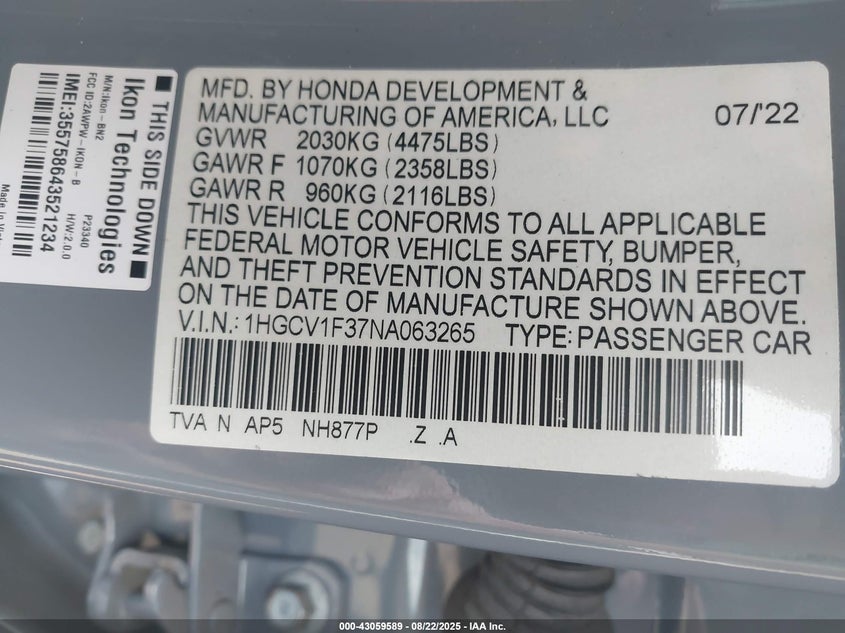 MFD. BY HONDA DEVELOPMENT &
MANUFACTURING OF AMERICA, LLC 07/'22
GVWR 2030KG (4475LBS)
GAWR F 1070KG (2358LBS)
GAWR R 960KG (2116LBS)
THIS VEHICLE CONFORMS TO ALL APPLICABLE
FEDERAL MOTOR VEHICLE SAFETY, BUMPER,
AND THEFT PREVENTION STANDARDS IN EFFECT
ON THE DATE OF MANUFACTURE SHOWN ABOVE.
V.I.N.: 1HGCV1F37NA063265 TYPE: PASSENGER CAR
TVA N AP5 NH877P .Z .A
■ THIS SIDE DOWN ■
Ikon Technologies
M/N:Ikon-BN2 P23340
FCC ID:2AWPW-IKON-B H/W:2.0.0
IMEI:355758643521234
Made in
000-43059589 - 08/22/2025 - IAA Inc.